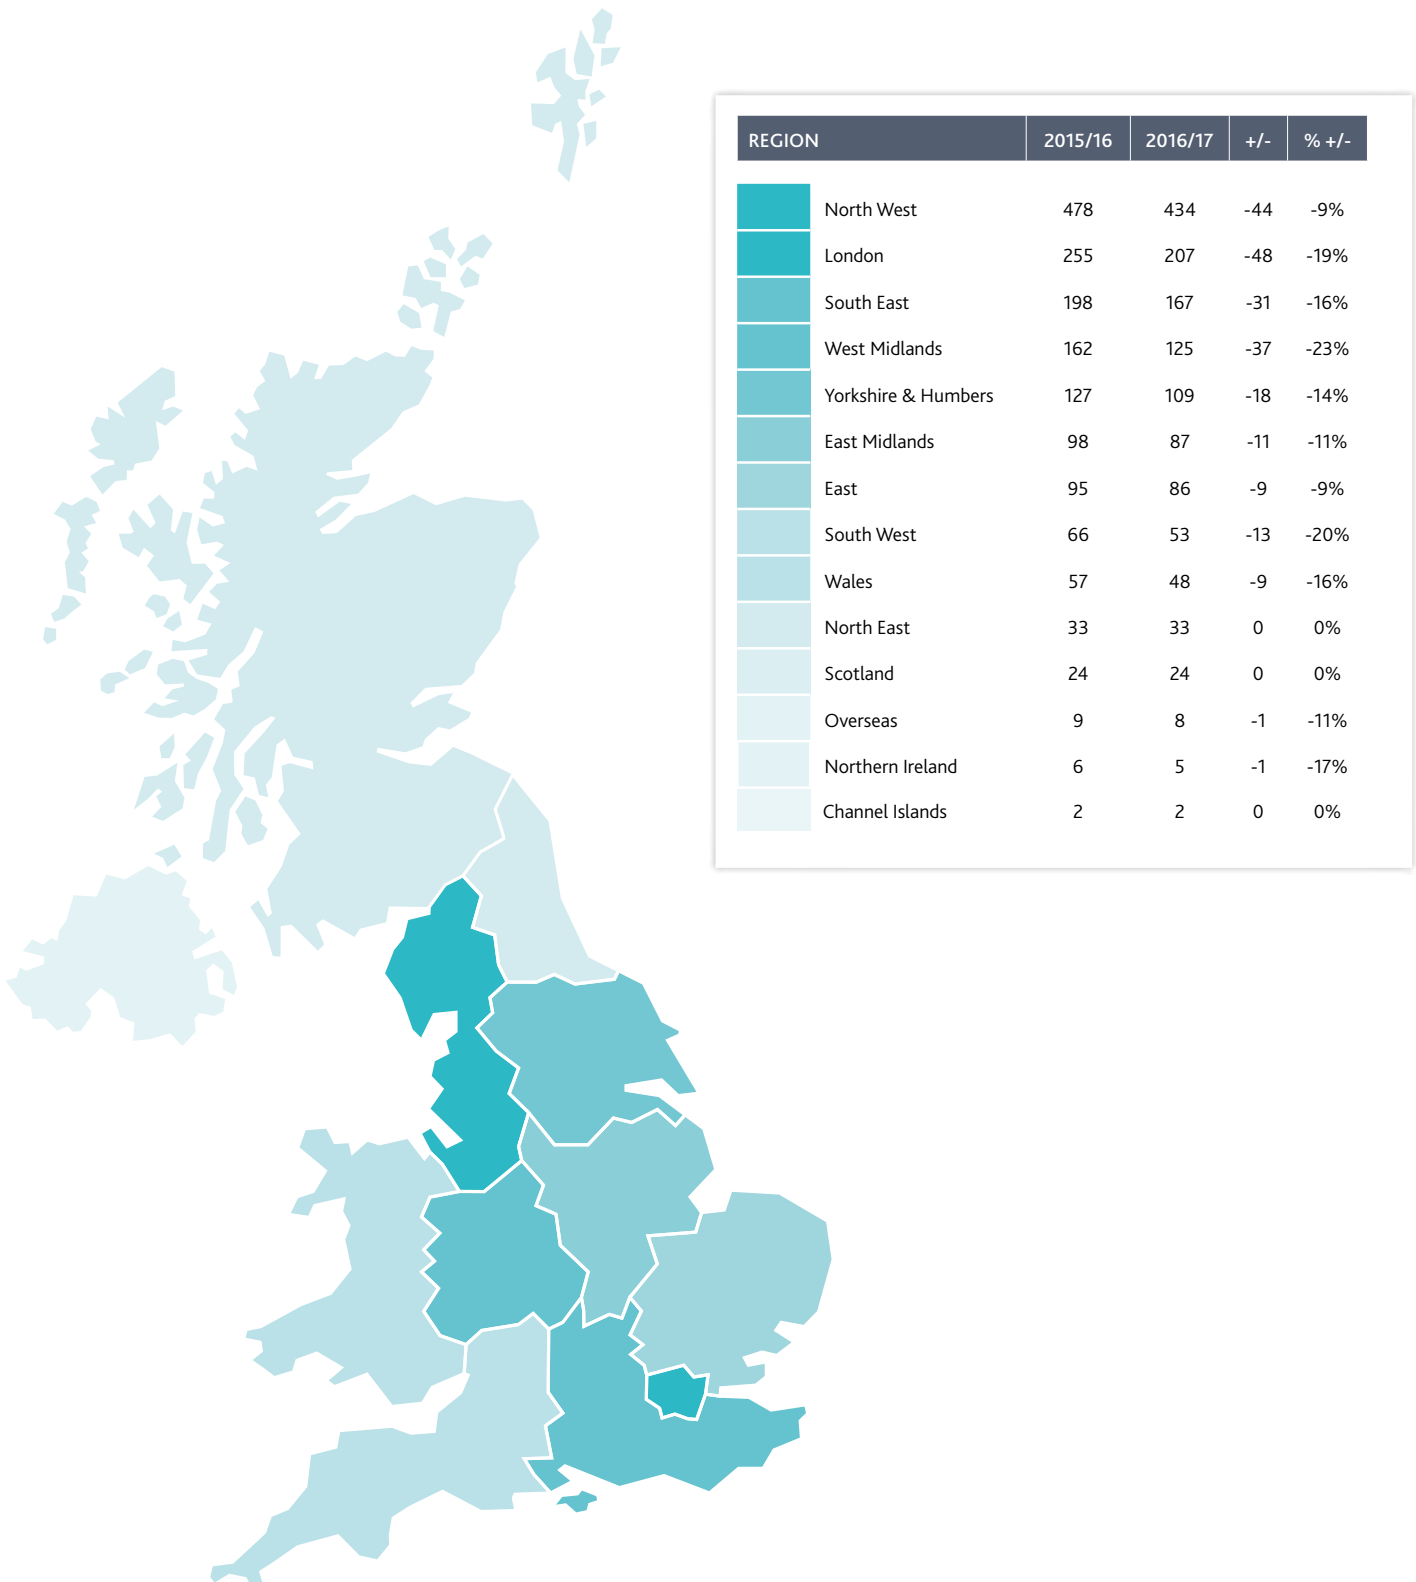 REGION 2015/16 2016/17 +/- % +/-
North West 478 434 -44 -9%
London 255 207 -48 -19%
South East 198 167 -31 -16%
West Midlands 162 125 -37 -23%
Yorkshire & Humbers 127 109 -18 -14%
East Midlands 98 87 -11 -11%
East 95 86 -9 -9%
South West 66 53 -13 -20%
Wales 57 48 -9 -16%
North East 33 33 0 0%
Scotland 24 24 0 0%
Overseas 9 8 -1 -11%
Northern Ireland 6 5 -1 -17%
Channel Islands 2 2 0 0%